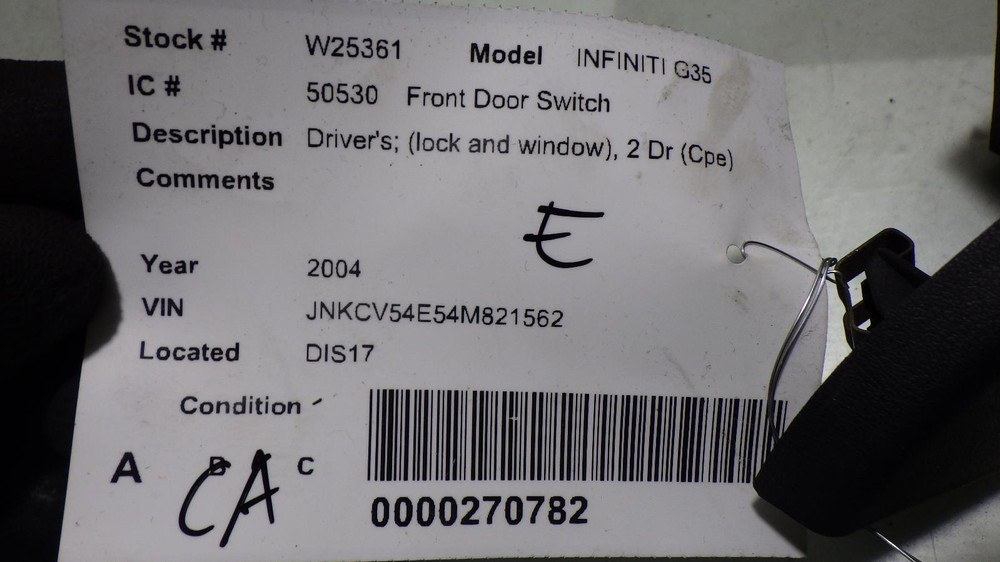 Stock # W25361 Model INFINITI G35
IC # 50530 Front Door Switch
Description Driver's; (lock and window), 2 Dr (Cpe)
Comments
E
Year 2004
VIN JNKCV54E54M821562
Located DIS17
Condition
A B C
CA
0000270782